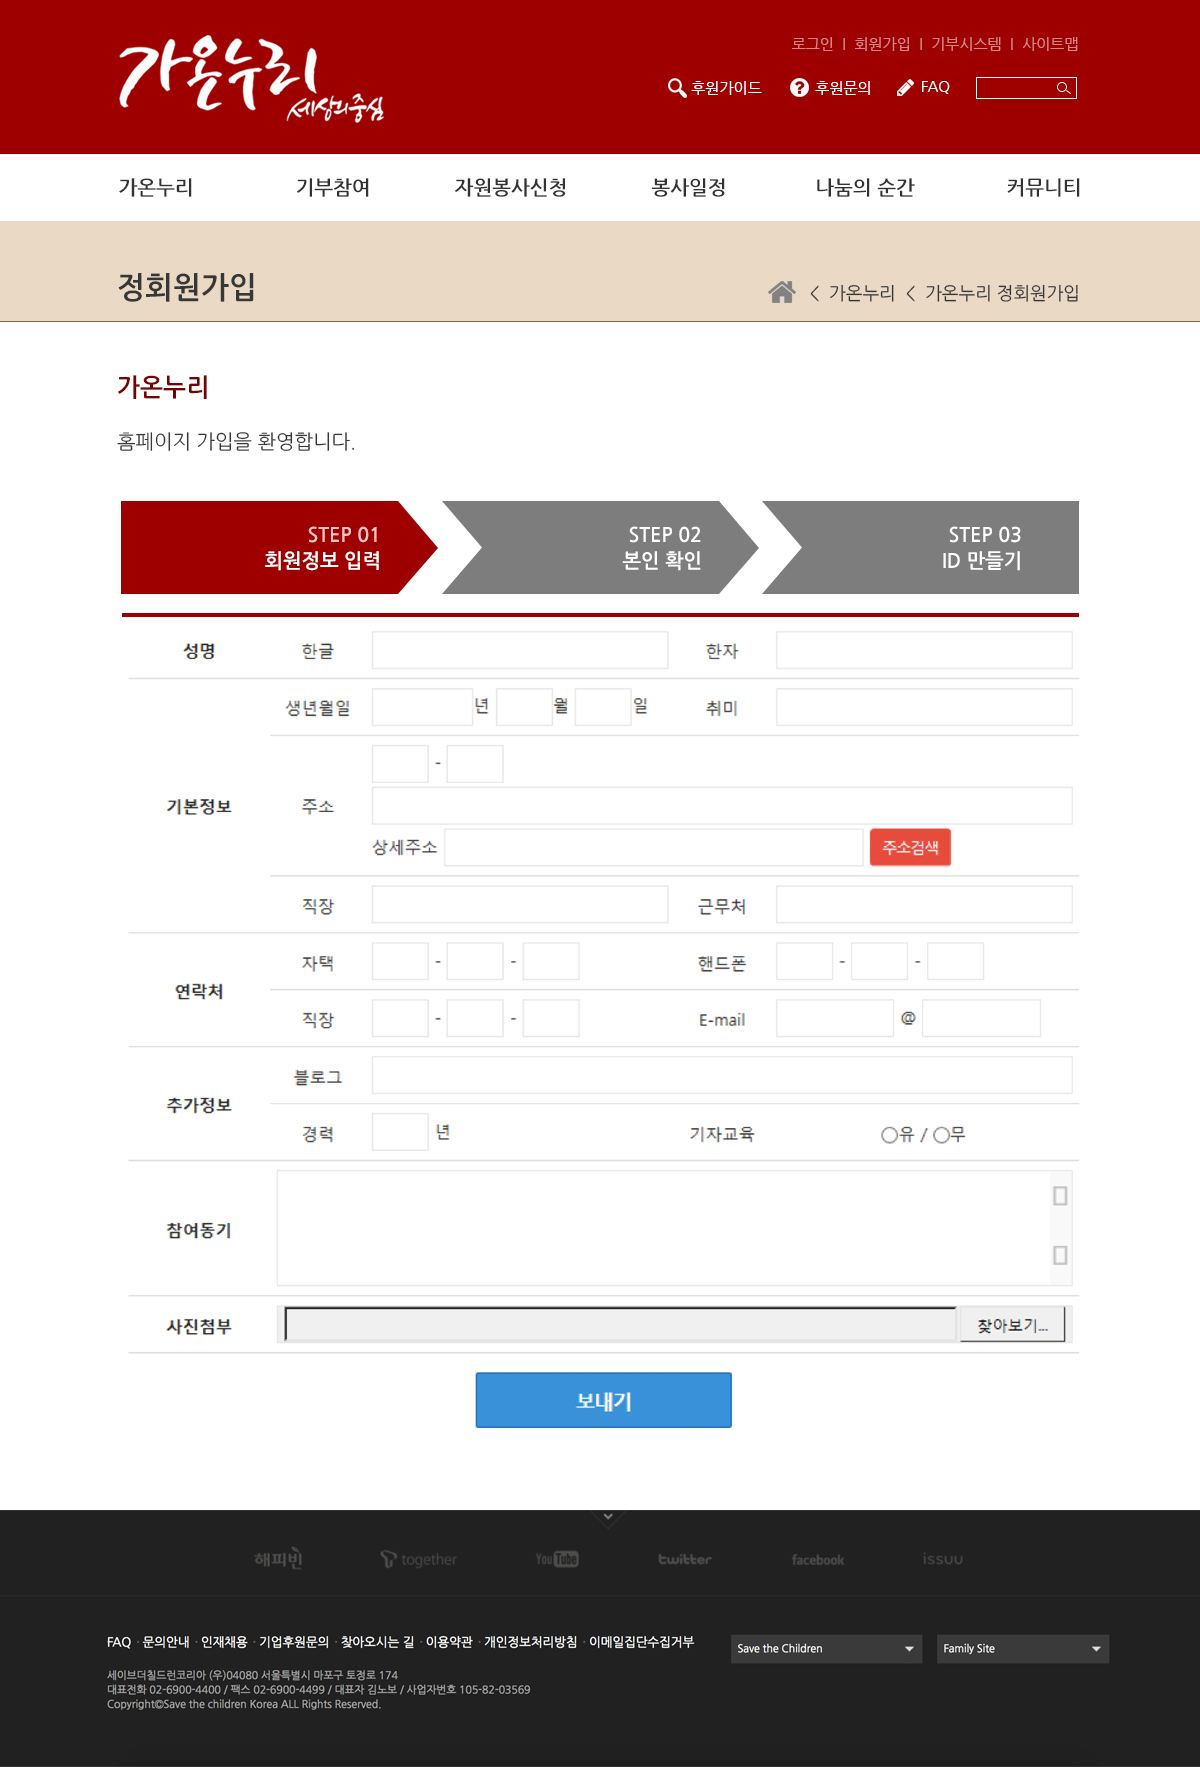 가온누리
세상의중심
로그인 | 회원가입 | 기부시스템 | 사이트맵
후원가이드 후원문의 FAQ
가온누리 기부참여 자원봉사신청 봉사일정 나눔의 순간 커뮤니티
정회원가입
< 가온누리 < 가온누리 정회원가입
가온누리
홈페이지 가입을 환영합니다.
STEP 01
회원정보 입력
STEP 02
본인 확인
STEP 03
ID 만들기
성명 한글 한자
생년월일 년 월 일 취미
-
기본정보 주소
상세주소 주소검색
직장 근무처
자택 - - 핸드폰 - -
연락처
직장 - - E-mail @
블로그
추가정보
경력 년 기자교육 유 / 무
참여동기
사진첨부 찾아보기...
보내기
해피빈 together YouTube twitter facebook issuu
FAQ · 문의안내 · 인재채용 · 기업후원문의 · 찾아오시는 길 · 이용약관 · 개인정보처리방침 · 이메일집단수집거부
Save the Children Family Site
세이브더칠드런코리아 (우)04080 서울특별시 마포구 토정로 174
대표전화 02-6900-4400 / 팩스 02-6900-4499 / 대표자 김노보 / 사업자번호 105-82-03569
Copyright©Save the children Korea ALL Rights Reserved.